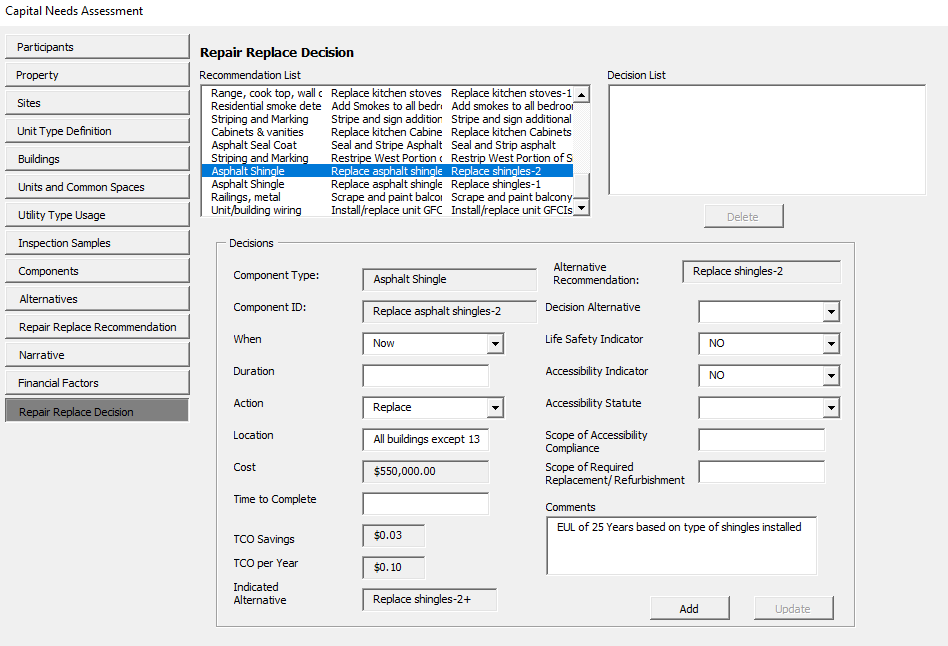 Capital Needs Assessment
Participants
Property
Sites
Unit Type Definition
Buildings
Units and Common Spaces
Utility Type Usage
Inspection Samples
Components
Alternatives
Repair Replace Recommendation
Narrative
Financial Factors
Repair Replace Decision
Repair Replace Decision
Recommendation List
Range, cook top, wall c Replace kitchen stoves Replace kitchen stoves-1
Residential smoke dete Add Smokes to all bedr Add smokes to all bedroo
Striping and Marking Stripe and sign addition Stripe and sign additional
Cabinets & vanities Replace kitchen Cabine Replace kitchen Cabinets
Asphalt Seal Coat Seal and Stripe Asphalt Seal and Strip asphalt
Striping and Marking Restripe West Portion o Restrip West Portion of S
Asphalt Shingle Replace asphalt shingle Replace shingles-2
Asphalt Shingle Replace asphalt shingle Replace shingles-1
Railings, metal Scrape and paint balcor Scrape and paint balcony
Unit/building wiring Install/replace unit GFC Install/replace unit GFCIs
Decision List
Delete
Decisions
Component Type: Asphalt Shingle
Component ID: Replace asphalt shingles-2
When Now
Duration
Action Replace
Location All buildings except 13
Cost $550,000.00
Time to Complete
TCO Savings $0.03
TCO per Year $0.10
Indicated
Alternative Replace shingles-2+
Alternative
Recommendation: Replace shingles-2
Decision Alternative
Life Safety Indicator NO
Accessibility Indicator NO
Accessibility Statute
Scope of Accessibility
Compliance
Scope of Required
Replacement/ Refurbishment
Comments
EUL of 25 Years based on type of shingles installed
Add
Update